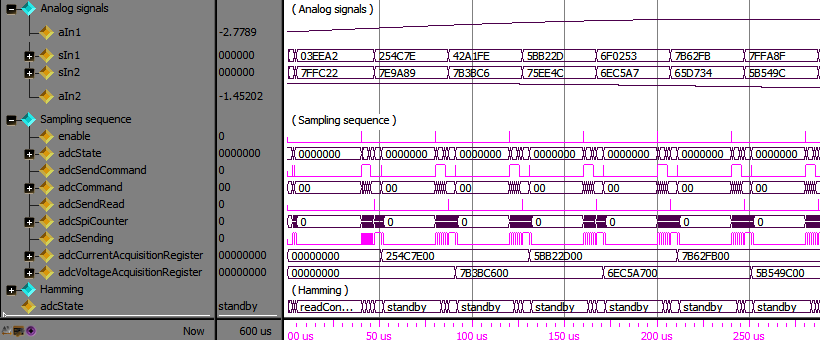 Analog signals ( Analog signals )
aIn1 -2.7789
sIn1 000000 03EEA2 254C7E 42A1FE 5BB22D 6F0253 7B62FB 7FFA8F
sIn2 000000 7FFC22 7E9A89 7B3BC6 75EE4C 6EC5A7 65D734 5B549C
aIn2 -1.45202
Sampling sequence ( Sampling sequence )
enable 0
adcState 0000000 0000000 0000000 0000000 0000000 0000000 0000000 0000000
adcSendCommand 0
adcCommand 00 00 00 00 00 00 00 00
adcSendRead 0
adcSpiCounter 0 0 0 0 0 0 0 0
adcSending 0
adcCurrentAcquisitionRegister 00000000 00000000 254C7E00 5BB22D00 7B62FB00
adcVoltageAcquisitionRegister 00000000 00000000 7B3BC600 6EC5A700 5B549C00
Hamming ( Hamming )
adcState standby readCon... standby standby standby standby standby standby
Now 600 us 00 us 50 us 100 us 150 us 200 us 250 us